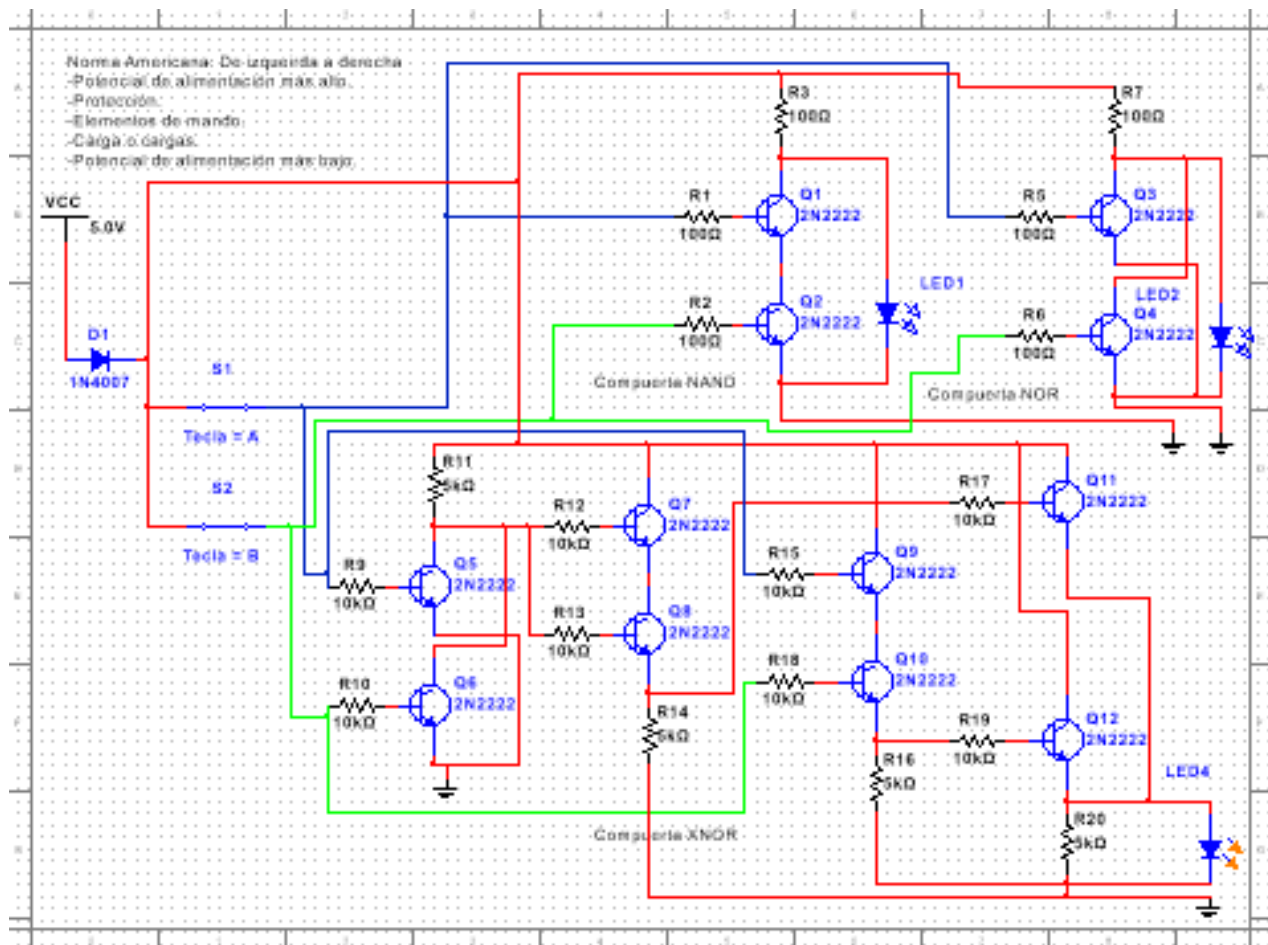 Norma Americana: De izqueirda a derecha
-Potencial de alimentación más alto.
-Protección.
-Elementos de mando.
-Carga o cargas.
-Potencial de alimentación más bajo.
VCC
5.0V
D1
1N4007
S1
Tecla = A
S2
Tecla = B
R3
100Ω
R7
100Ω
R1
100Ω
Q1
2N2222
R5
100Ω
Q3
2N2222
LED1
R2
100Ω
Q2
2N2222
LED2
R6
100Ω
Q4
2N2222
Compuerta NAND
Compuerta NOR
R11
5kΩ
R12
10kΩ
Q7
2N2222
R17
10kΩ
Q11
2N2222
R9
10kΩ
Q5
2N2222
R15
10kΩ
Q9
2N2222
R13
10kΩ
Q8
2N2222
R10
10kΩ
Q6
2N2222
R18
10kΩ
Q10
2N2222
R14
5kΩ
R19
10kΩ
Q12
2N2222
R16
5kΩ
LED4
R20
5kΩ
Compuerta XNOR